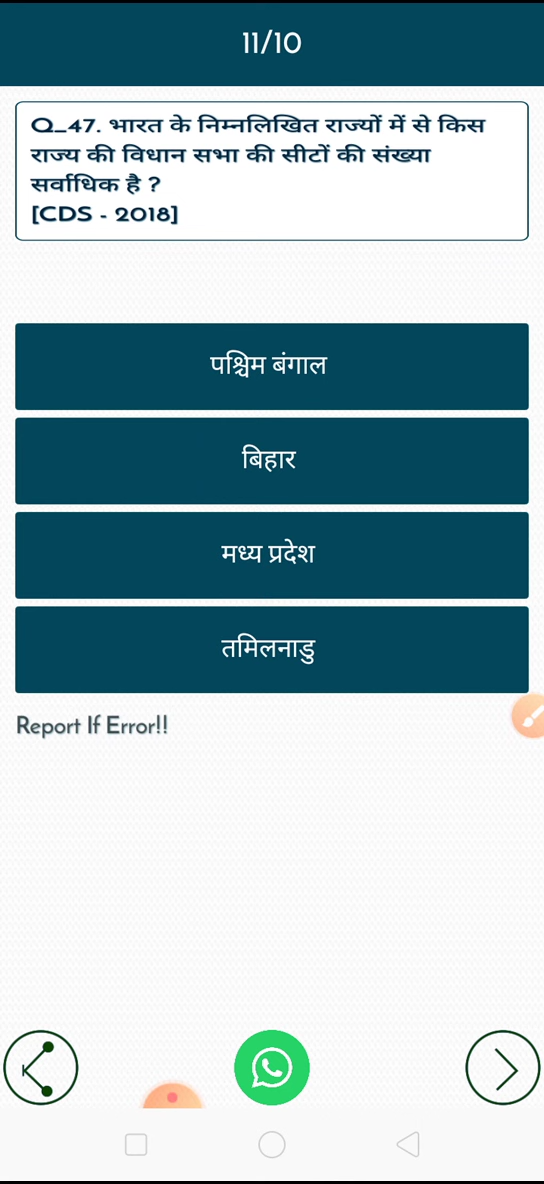 11/10
Q_47. भारत के निम्नलिखित राज्यों में से किस
राज्य की विधान सभा की सीटों की संख्या
सर्वाधिक है ?
[CDS - 2018]
पश्चिम बंगाल
बिहार
मध्य प्रदेश
तमिलनाडु
Report If Error!!